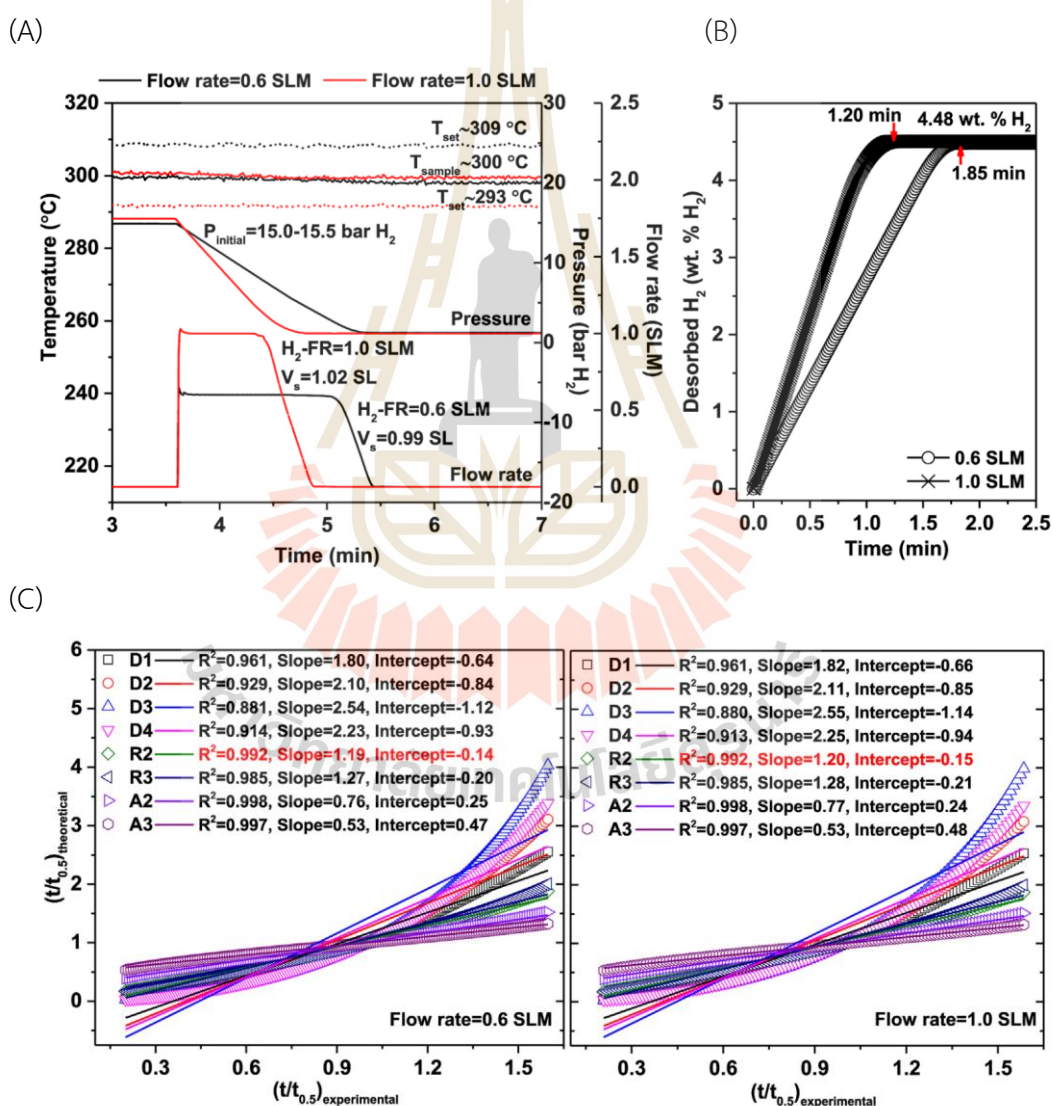 (A)
(B)
Flow rate=0.6 SLM Flow rate=1.0 SLM
320
300
280
260
240
220
Temperature (°C)
3 4 5 6 7
Time (min)
30
20
10
0
-10
-20
Pressure (bar H2)
2.5
2.0
1.5
1.0
0.5
0.0
Flow rate (SLM)
Tset~309 °C
Tsample~300 °C
Tset~293 °C
Pinitial=15.0-15.5 bar H2
Pressure
H2-FR=1.0 SLM
Vs=1.02 SL
H2-FR=0.6 SLM
Vs=0.99 SL
Flow rate
5
4
3
2
1
0
Desorbed H2 (wt. % H2)
1.20 min
4.48 wt. % H2
1.85 min
0.6 SLM
1.0 SLM
0.0 0.5 1.0 1.5 2.0 2.5
Time (min)
(C)
6
5
4
3
2
1
0
(t/t0.5)theoretical
D1 R2=0.961, Slope=1.80, Intercept=-0.64
D2 R2=0.929, Slope=2.10, Intercept=-0.84
D3 R2=0.881, Slope=2.54, Intercept=-1.12
D4 R2=0.914, Slope=2.23, Intercept=-0.93
R2 R2=0.992, Slope=1.19, Intercept=-0.14
R3 R2=0.985, Slope=1.27, Intercept=-0.20
A2 R2=0.998, Slope=0.76, Intercept=0.25
A3 R2=0.997, Slope=0.53, Intercept=0.47
Flow rate=0.6 SLM
0.3 0.6 0.9 1.2 1.5
(t/t0.5)experimental
D1 R2=0.961, Slope=1.82, Intercept=-0.66
D2 R2=0.929, Slope=2.11, Intercept=-0.85
D3 R2=0.880, Slope=2.55, Intercept=-1.14
D4 R2=0.913, Slope=2.25, Intercept=-0.94
R2 R2=0.992, Slope=1.20, Intercept=-0.15
R3 R2=0.985, Slope=1.28, Intercept=-0.21
A2 R2=0.998, Slope=0.77, Intercept=0.24
A3 R2=0.997, Slope=0.53, Intercept=0.48
Flow rate=1.0 SLM
0.3 0.6 0.9 1.2 1.5
(t/t0.5)experimental